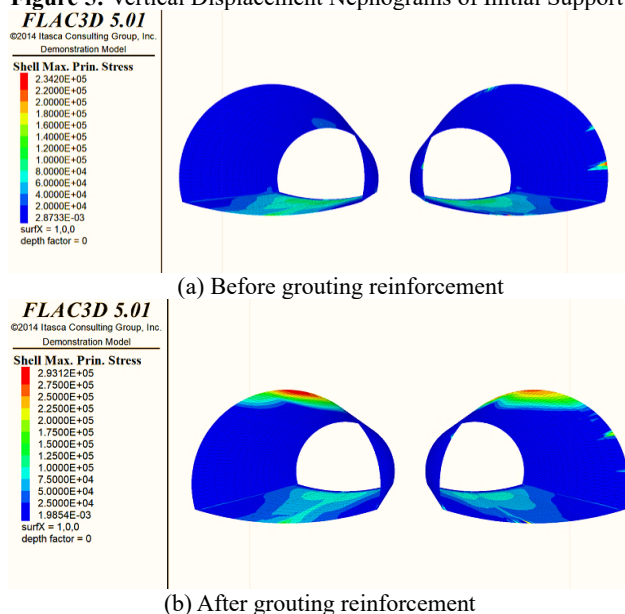 Figure 3. Vertical Displacement Nephograms of Initial Support
FLAC3D 5.01
©2014 Itasca Consulting Group, Inc.
Demonstration Model
Shell Max. Prin. Stress
2.3420E+05
2.2000E+05
2.0000E+05
1.8000E+05
1.6000E+05
1.4000E+05
1.2000E+05
1.0000E+05
8.0000E+04
6.0000E+04
4.0000E+04
2.0000E+04
2.8733E-03
surfX = 1,0,0
depth factor = 0
(a) Before grouting reinforcement
FLAC3D 5.01
©2014 Itasca Consulting Group, Inc.
Demonstration Model
Shell Max. Prin. Stress
2.9312E+05
2.7500E+05
2.5000E+05
2.2500E+05
2.0000E+05
1.7500E+05
1.5000E+05
1.2500E+05
1.0000E+05
7.5000E+04
5.0000E+04
2.5000E+04
1.9854E-03
surfX = 1,0,0
depth factor = 0
(b) After grouting reinforcement